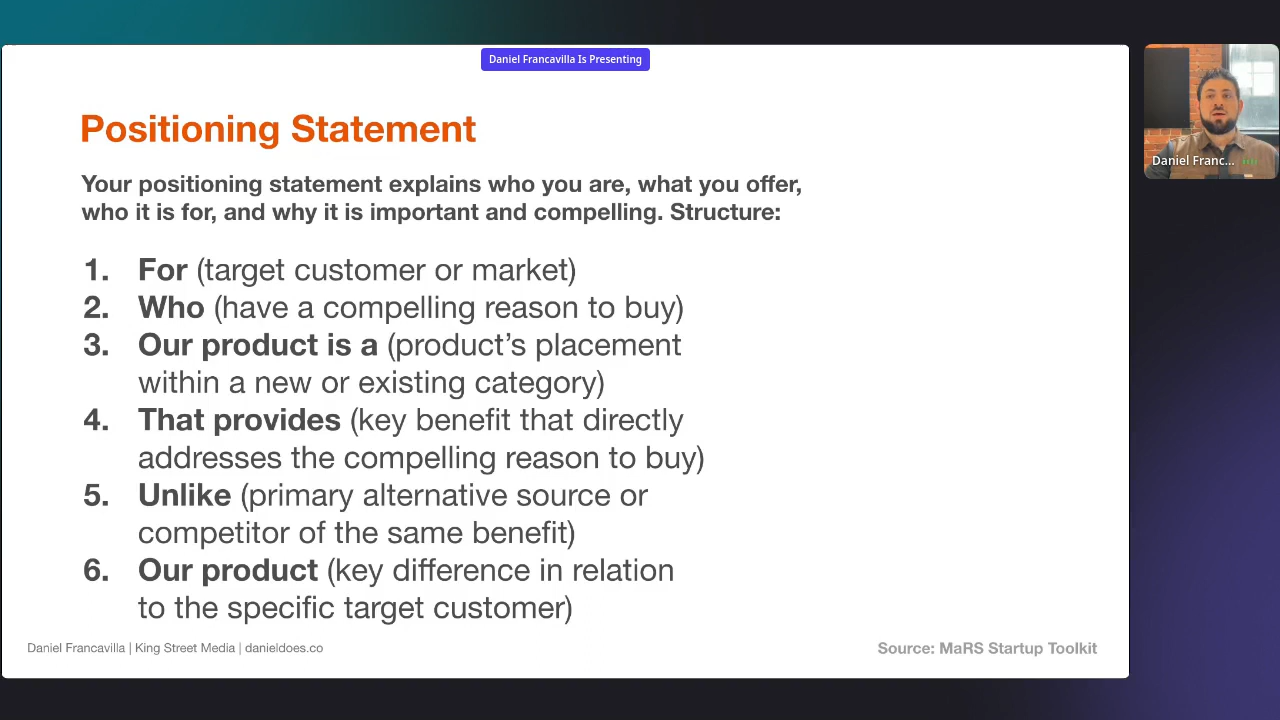 Daniel Francavilla Is Presenting
Positioning Statement
Your positioning statement explains who you are, what you offer,
who it is for, and why it is important and compelling. Structure:
1. For (target customer or market)
2. Who (have a compelling reason to buy)
3. Our product is a (product’s placement
within a new or existing category)
4. That provides (key benefit that directly
addresses the compelling reason to buy)
5. Unlike (primary alternative source or
competitor of the same benefit)
6. Our product (key difference in relation
to the specific target customer)
Daniel Francavilla | King Street Media | danieldoes.co
Source: MaRS Startup Toolkit
Daniel Franc...